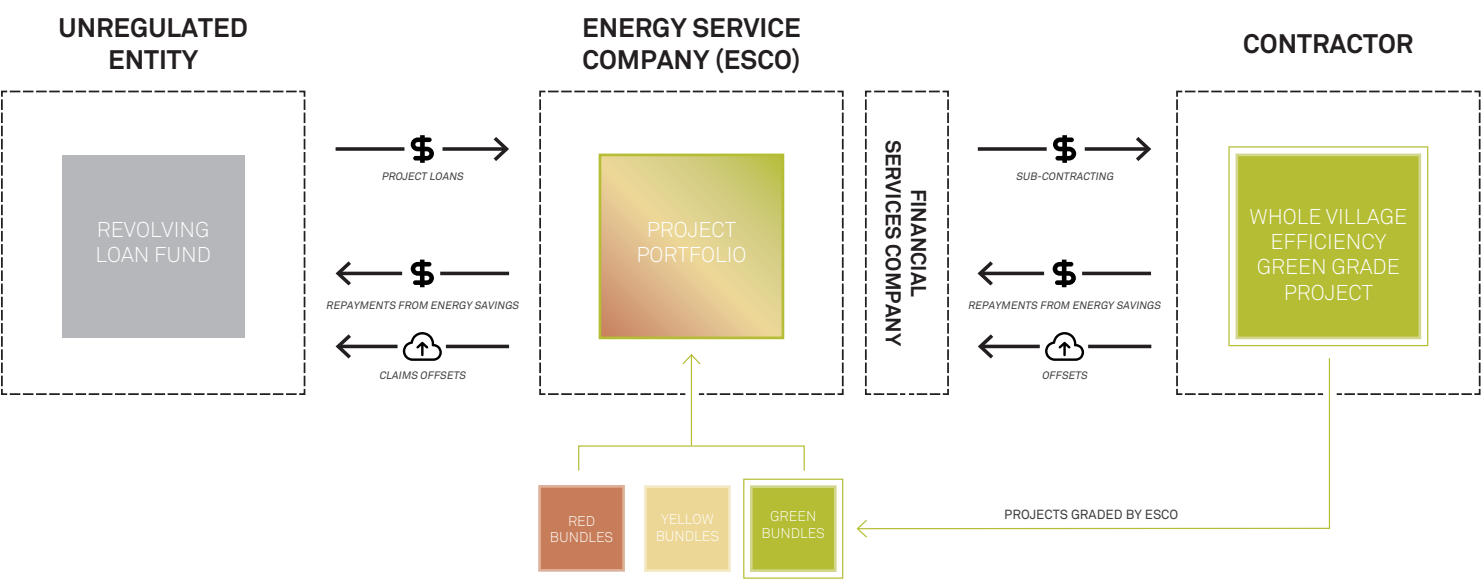 UNREGULATED
ENTITY
ENERGY SERVICE
COMPANY (ESCO)
CONTRACTOR
REVOLVING
LOAN FUND
$
PROJECT LOANS
$
REPAYMENTS FROM ENERGY SAVINGS
CLAIMS OFFSETS
PROJECT
PORTFOLIO
FINANCIAL
SERVICES COMPANY
$
SUB-CONTRACTING
$
REPAYMENTS FROM ENERGY SAVINGS
OFFSETS
WHOLE VILLAGE
EFFICIENCY
GREEN GRADE
PROJECT
RED
BUNDLES
YELLOW
BUNDLES
GREEN
BUNDLES
PROJECTS GRADED BY ESCO